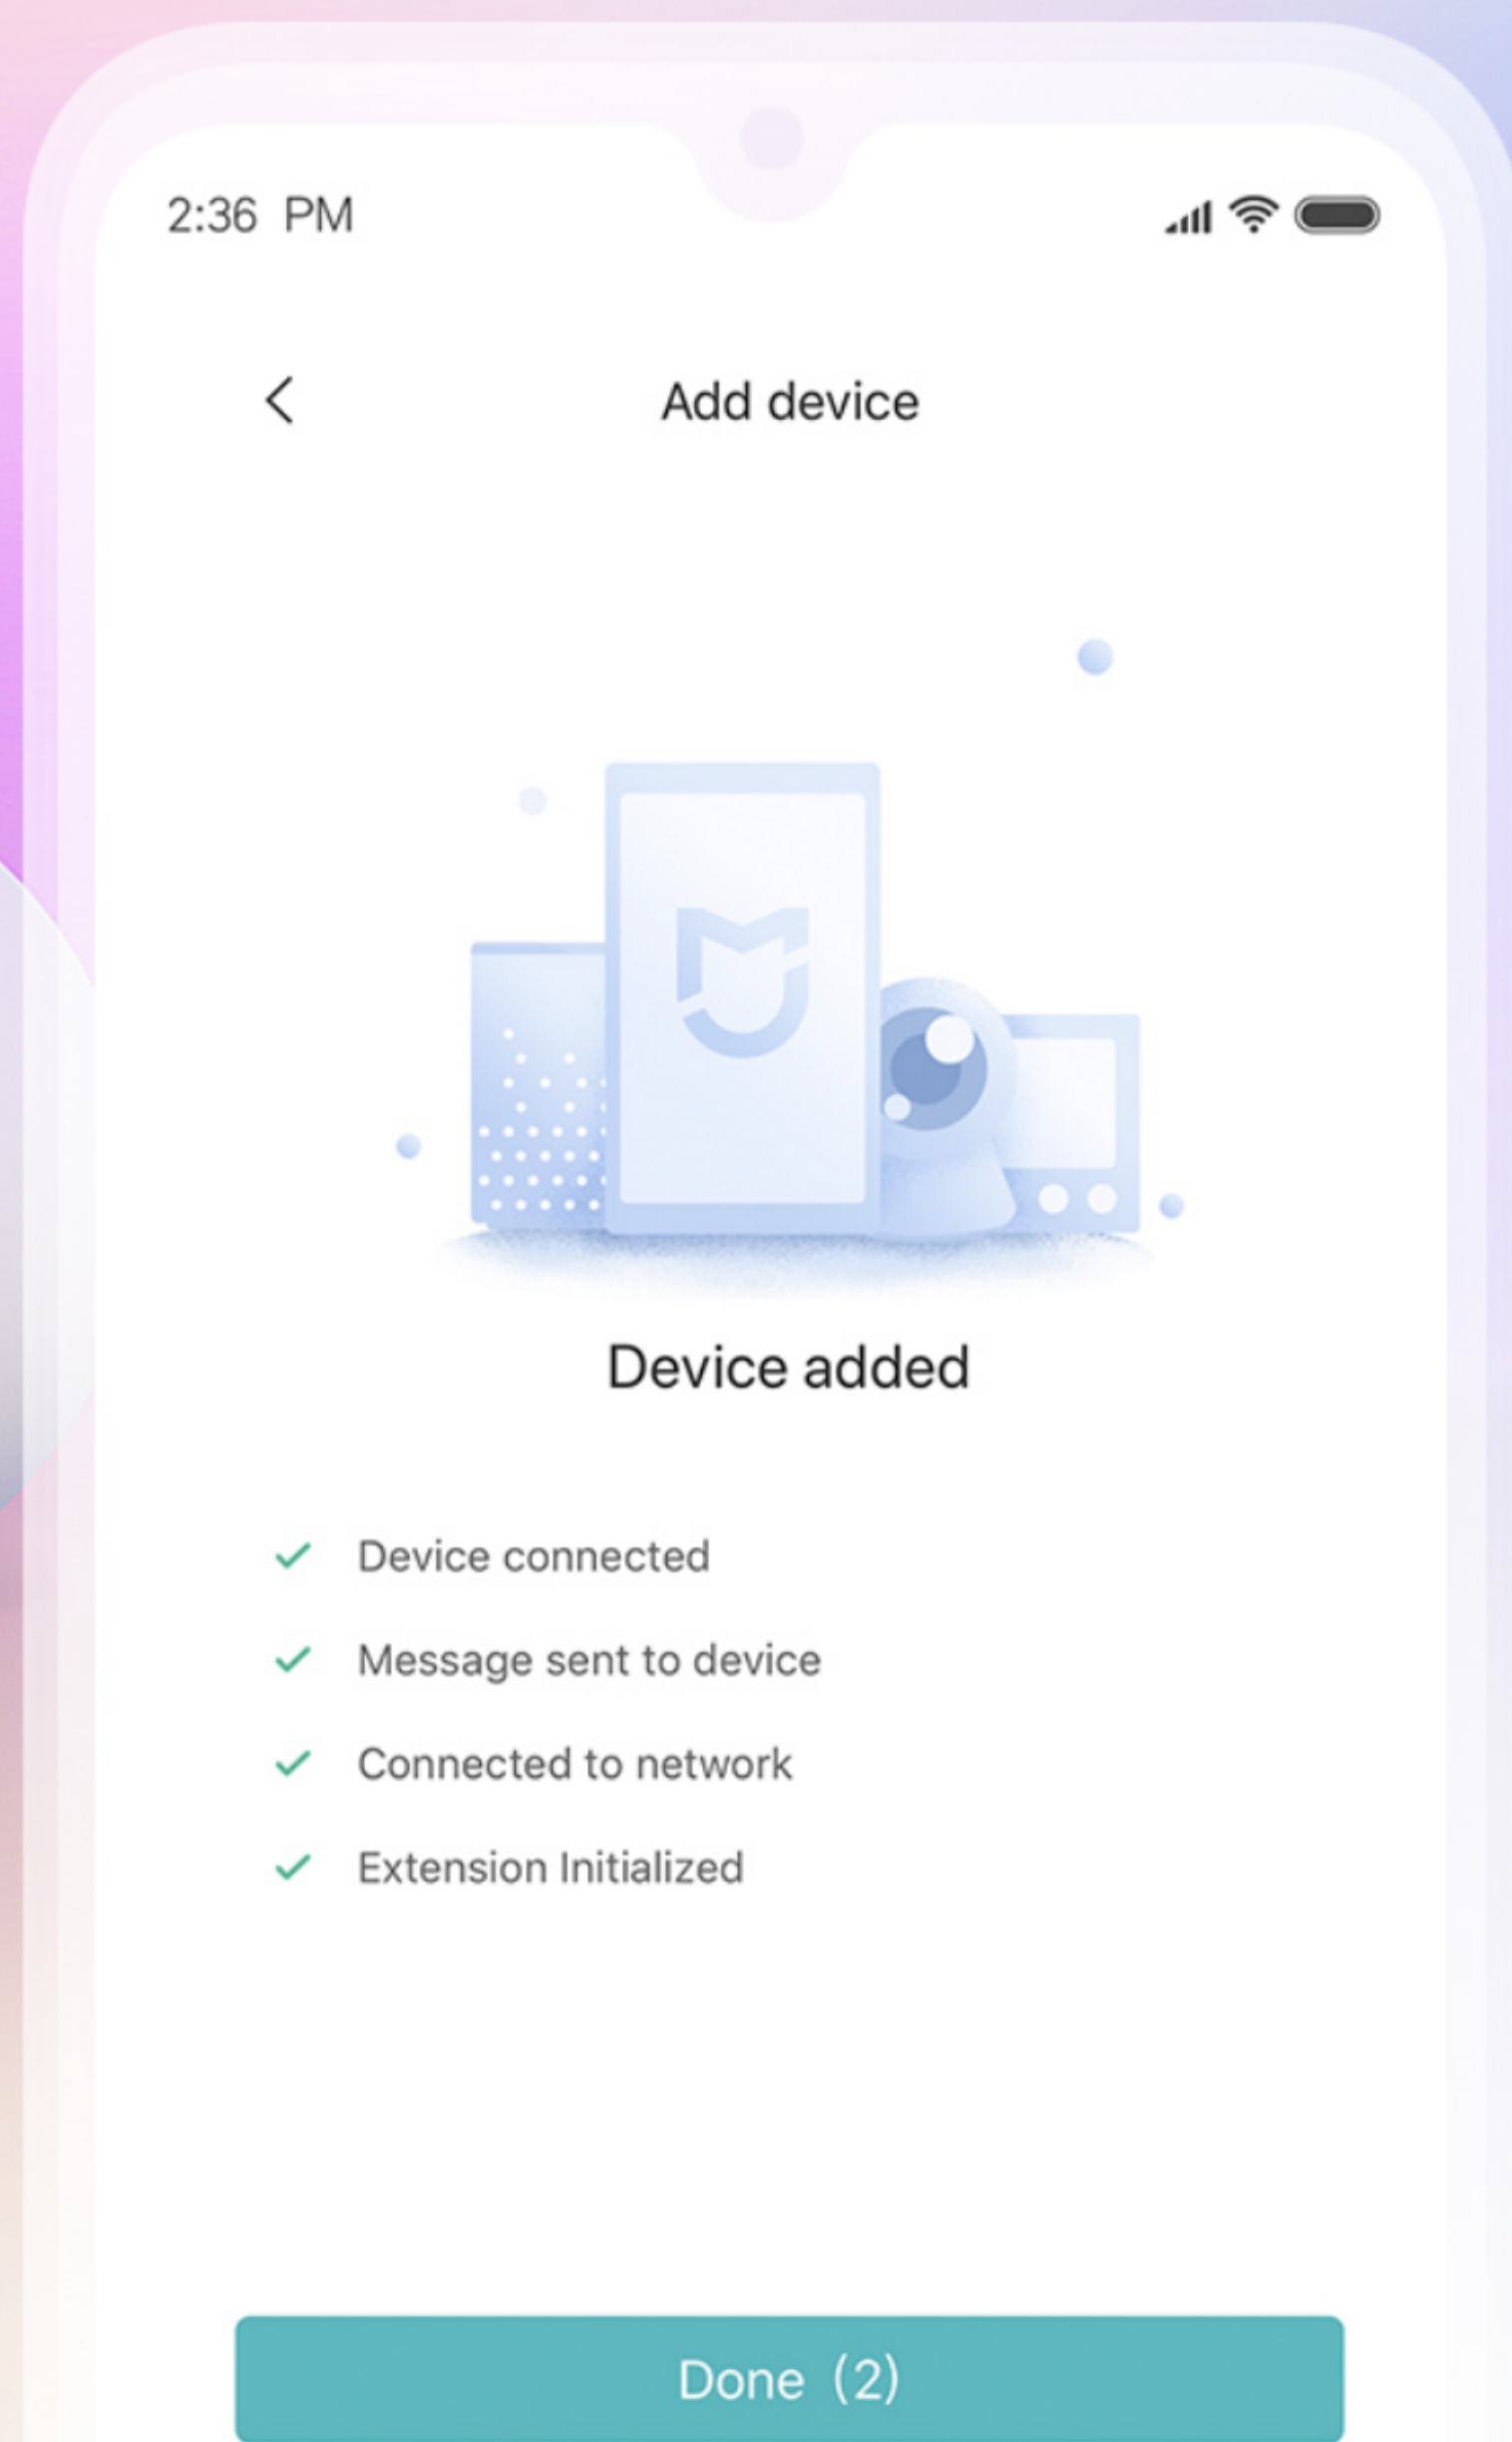 2:36 PM
Add device
Device added
Device connected
Message sent to device
Connected to network
Extension Initialized
Done (2)